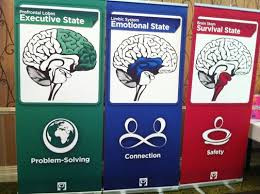 Prefrontal Lobes
Executive State
Problem-Solving
Limbic System
Emotional State
Connection
Brain Stem
Survival State
Safety